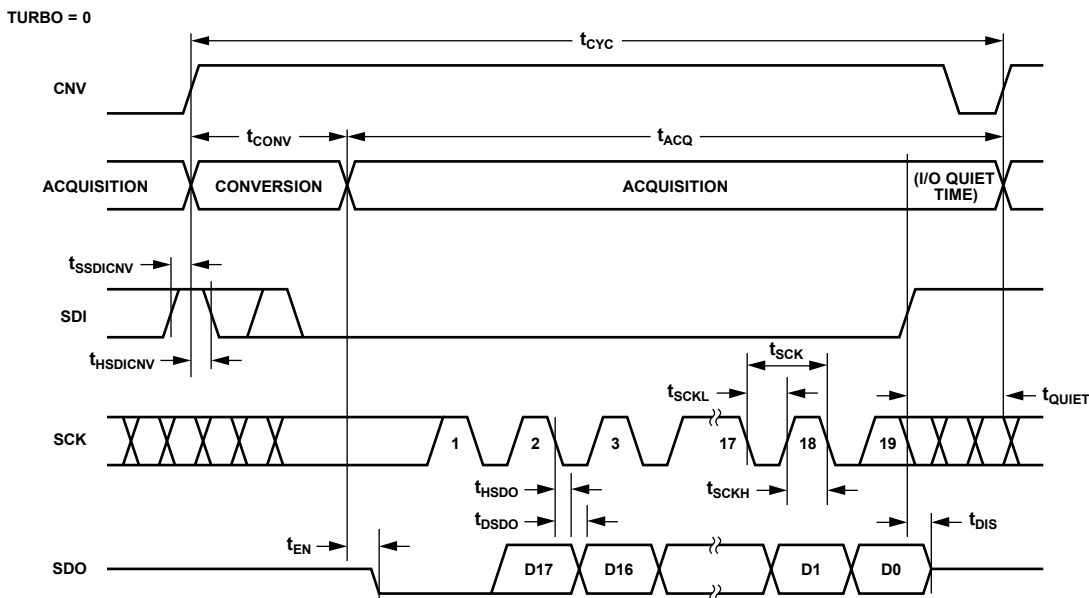 TURBO = 0
tCYC
CNV
tCONV
tACQ
ACQUISITION
CONVERSION
ACQUISITION
(I/O QUIET
TIME)
tSSDICNV
SDI
tHSDICNV
tSCK
tSCKL
tQUIET
SCK
1
2
3
17
18
19
tHSDO
tSCKH
tDSDO
tDIS
tEN
SDO
D17
D16
D1
D0